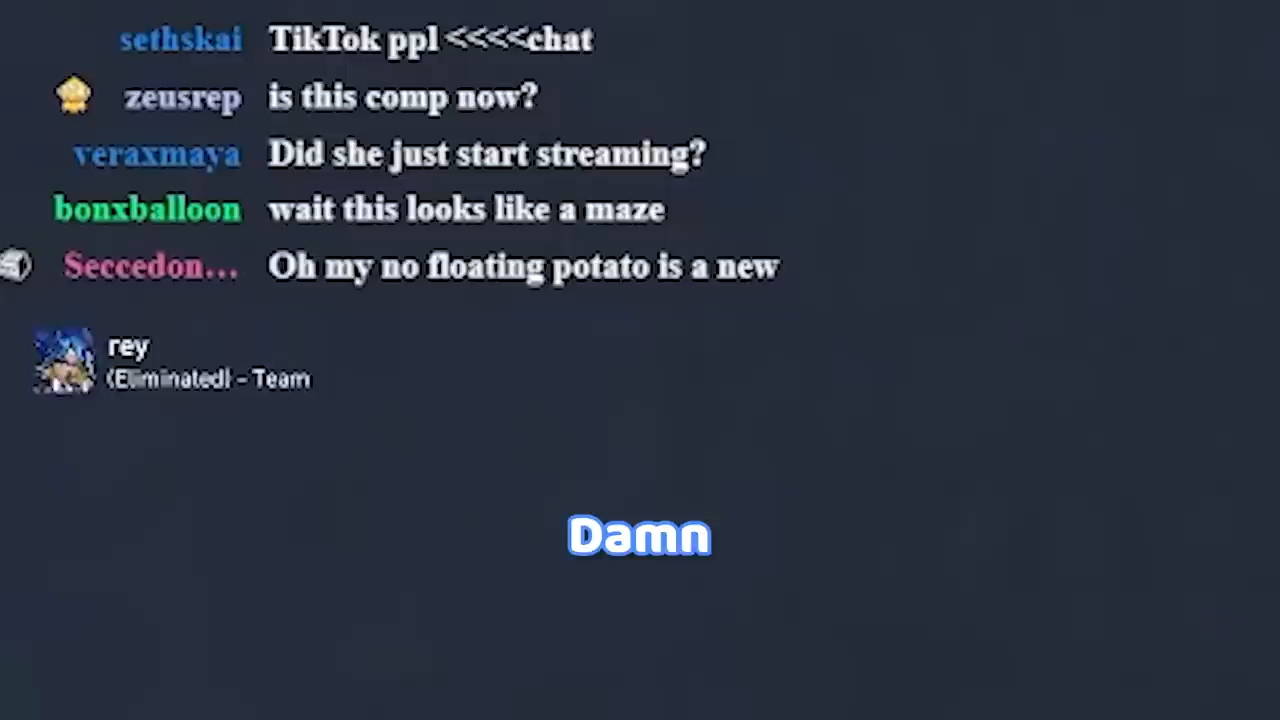 sethskai TikTok ppl <<<<chat
zeusrep is this comp now?
veraxmaya Did she just start streaming?
bonxballoon wait this looks like a maze
Seccedon... Oh my no floating potato is a new
rey
(Eliminated) - Team
Damn